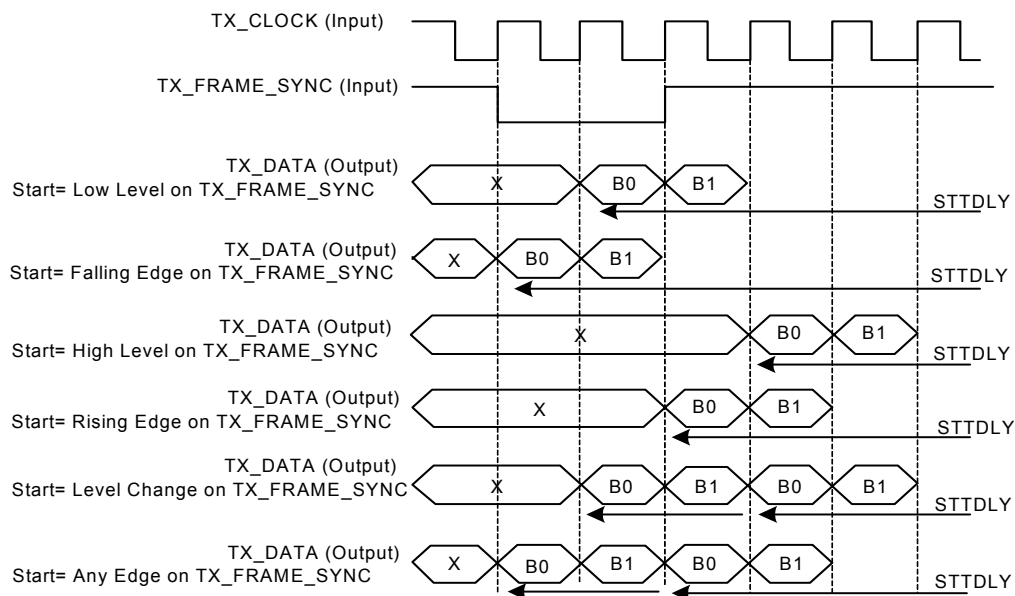 TX_CLOCK (Input)
TX_FRAME_SYNC (Input)
TX_DATA (Output)
Start= Low Level on TX_FRAME_SYNC
X B0 B1
STTDLY
TX_DATA (Output)
Start= Falling Edge on TX_FRAME_SYNC
X B0 B1
STTDLY
TX_DATA (Output)
Start= High Level on TX_FRAME_SYNC
X B0 B1
STTDLY
TX_DATA (Output)
Start= Rising Edge on TX_FRAME_SYNC
X B0 B1
STTDLY
TX_DATA (Output)
Start= Level Change on TX_FRAME_SYNC
X B0 B1 B0 B1
STTDLY
TX_DATA (Output)
Start= Any Edge on TX_FRAME_SYNC
X B0 B1 B0 B1
STTDLY